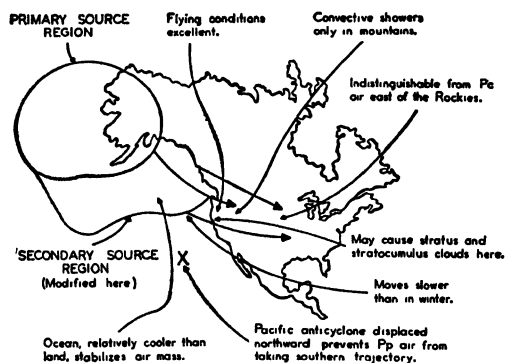 PRIMARY SOURCE
REGION
Flying conditions
excellent.
Convective showers
only in mountains.
Indistinguishable from Pc
air east of the Rockies.
May cause stratus and
stratocumulus clouds here.
'SECONDARY SOURCE
REGION
(Modified here)
X
Moves slower
than in winter.
Ocean, relatively cooler than
land, stabilizes air mass.
Pacific anticyclone displaced
northward prevents Pp air from
taking southern trajectory.